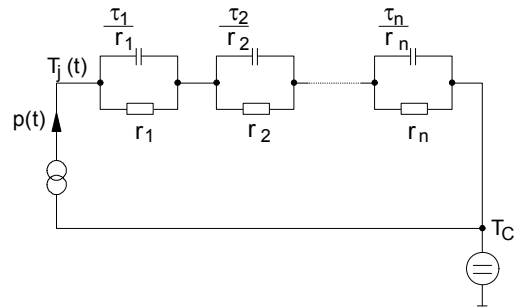 τ1/r1 τ2/r2 τn/rn
Tj (t)
r1 r2 rn
p(t)
TC